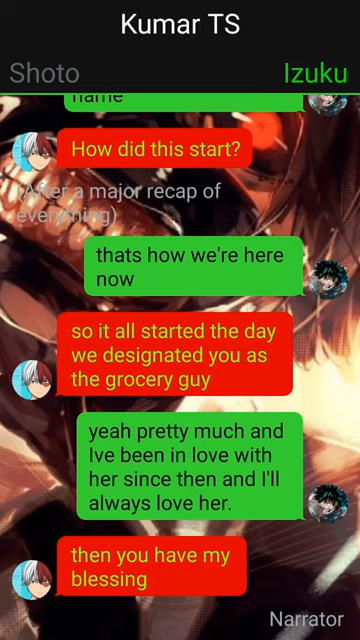 Kumar TS
Shoto
Izuku
name
How did this start?
(After a major recap of
everything)
thats how we're here
now
so it all started the day
we designated you as
the grocery guy
yeah pretty much and
Ive been in love with
her since then and I'll
always love her.
then you have my
blessing
Narrator